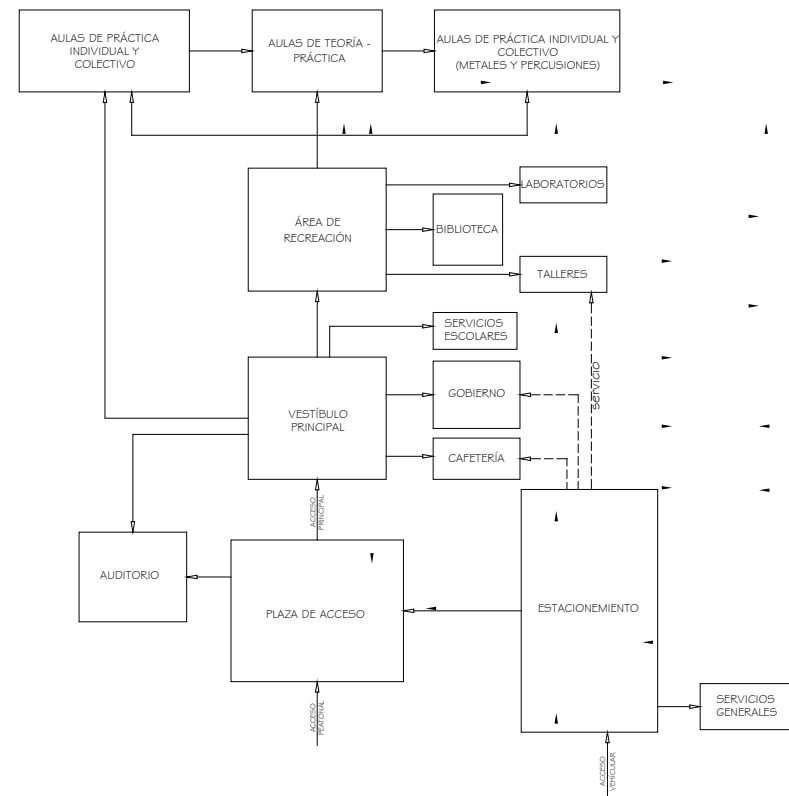 AULAS DE PRÁCTICA
INDIVIDUAL Y
COLECTIVO
AULAS DE TEORÍA -
PRÁCTICA
AULAS DE PRÁCTICA INDIVIDUAL Y
COLECTIVO
(METALES Y PERCUSIONES)
ÁREA DE
RECREACIÓN
LABORATORIOS
BIBLIOTECA
TALLERES
SERVICIOS
ESCOLARES
VESTÍBULO
PRINCIPAL
GOBIERNO
SERVICIO
CAFETERÍA
ACCESO
PRINCIPAL
AUDITORIO
PLAZA DE ACCESO
ESTACIONEMIENTO
ACCESO
PEATONAL
SERVICIOS
GENERALES
ACCESO
VEHICULAR